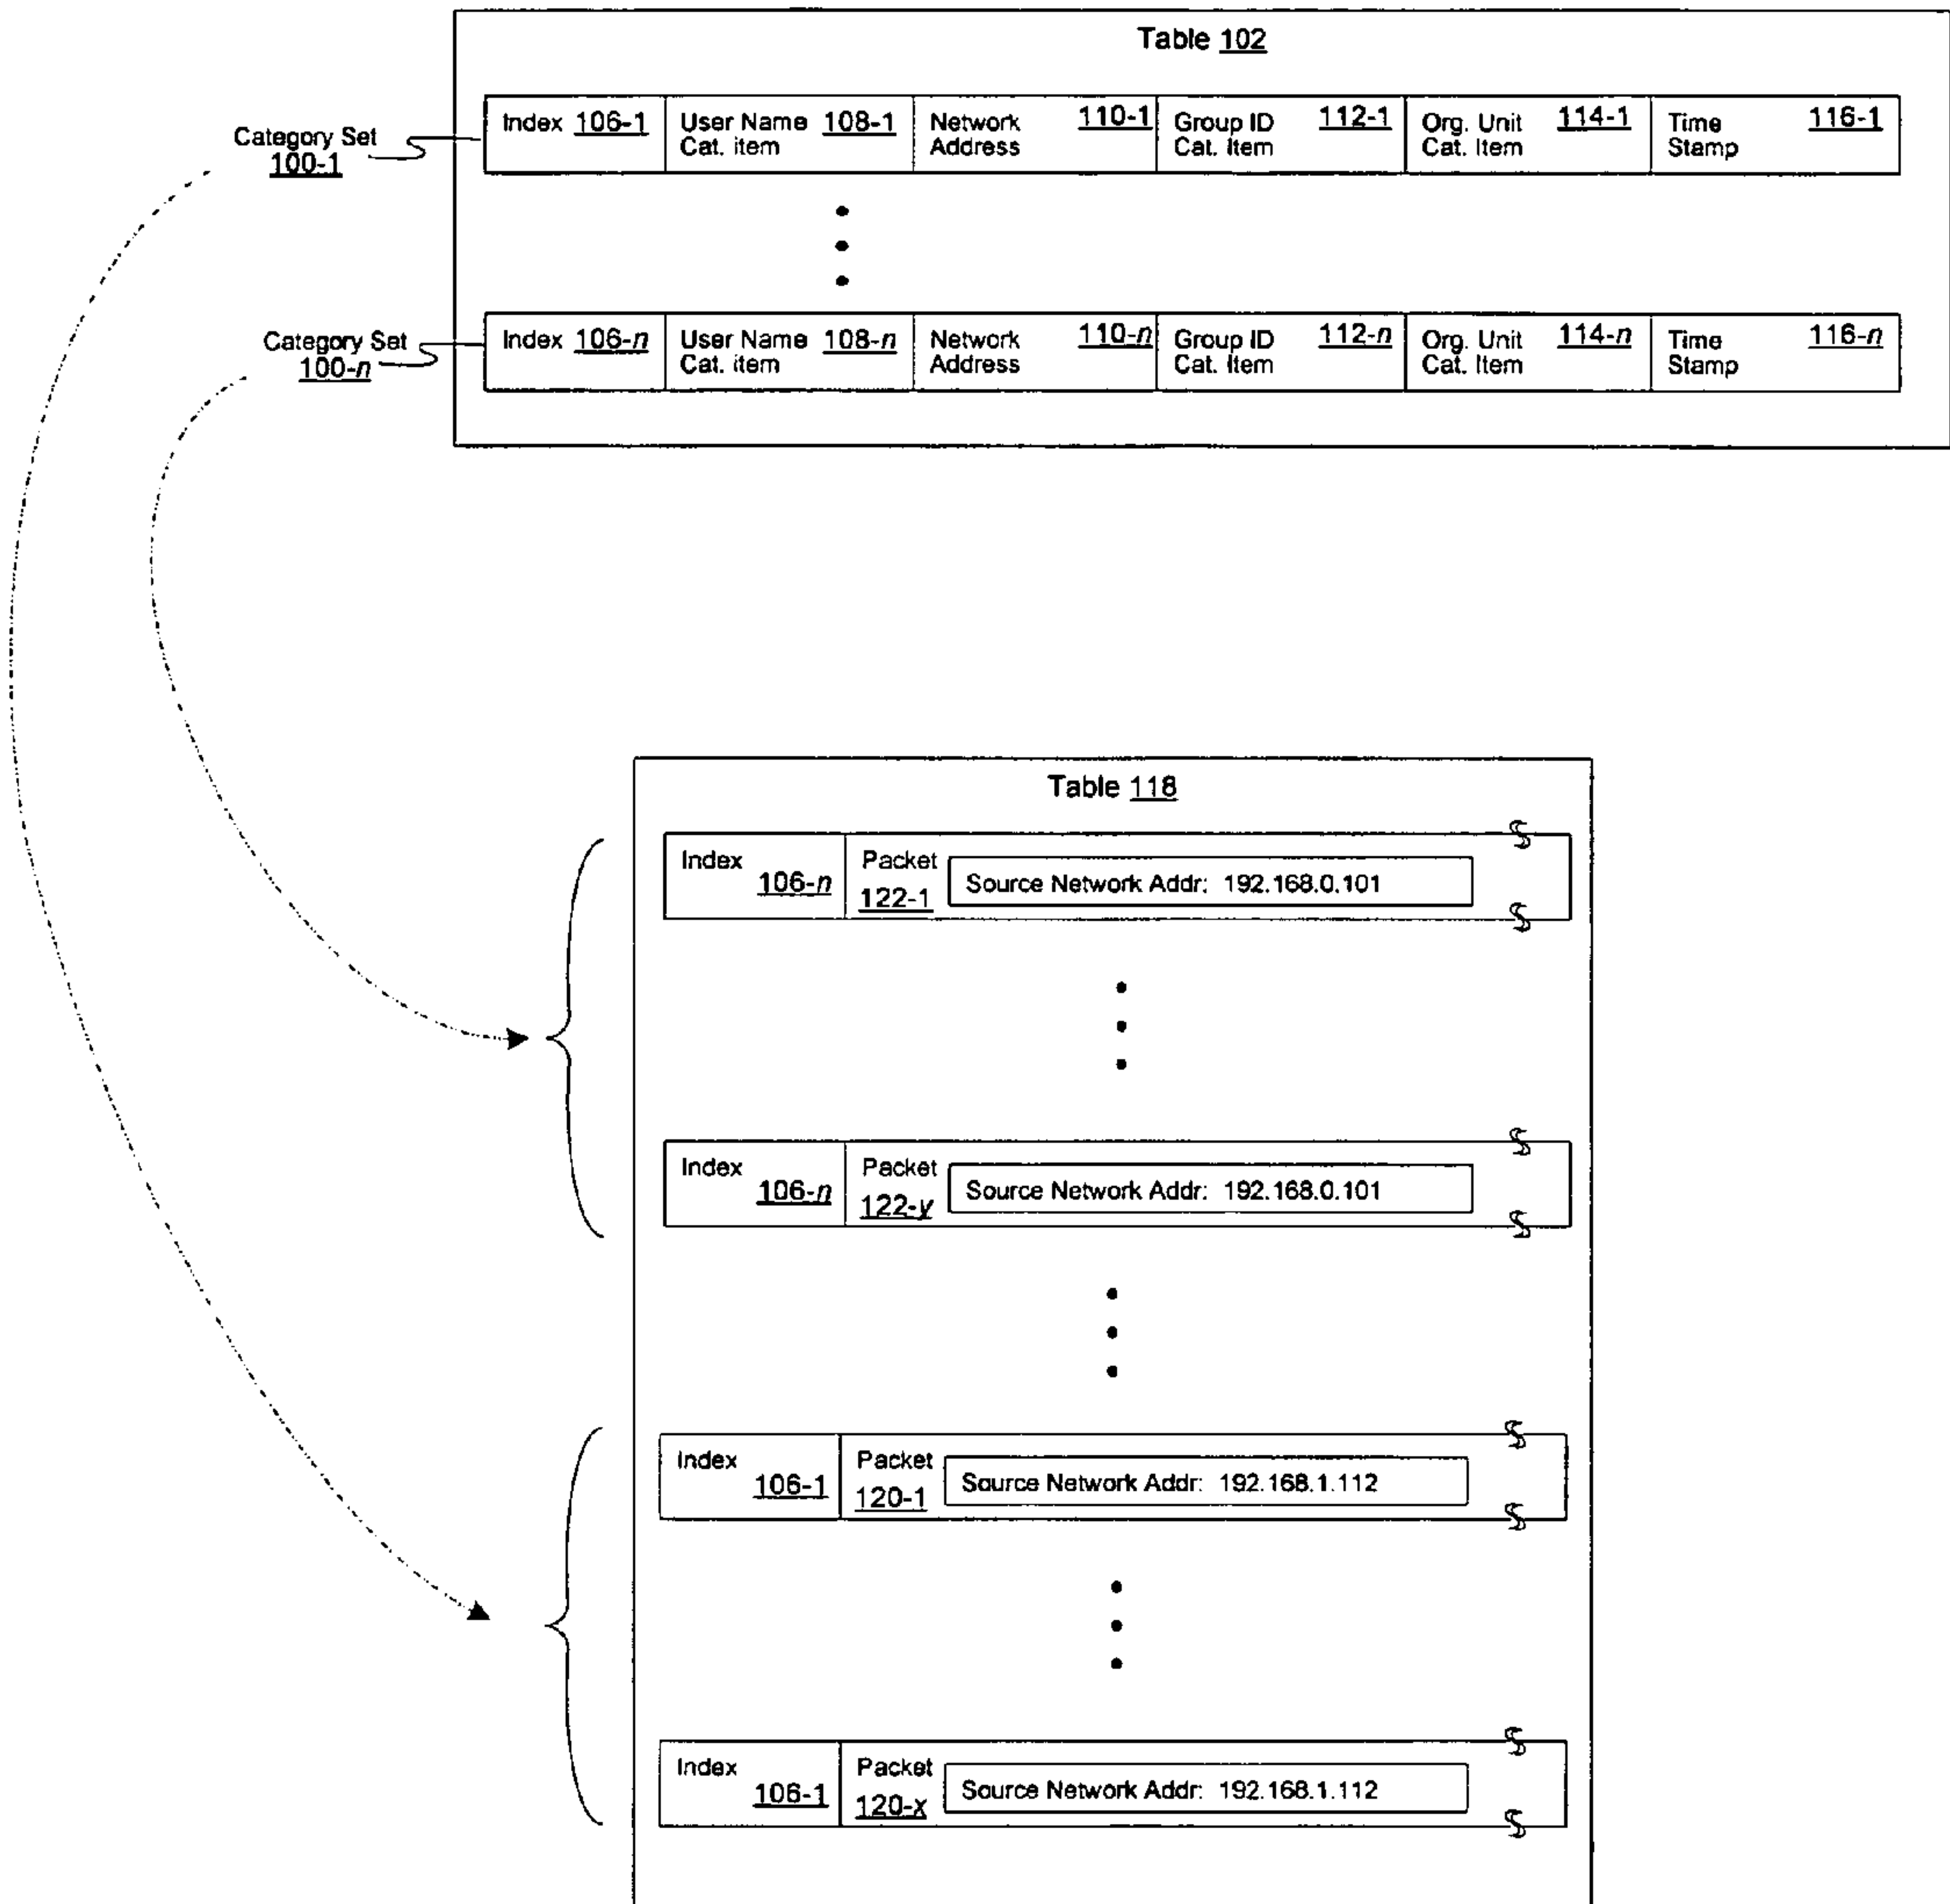 Table 102
Category Set
100-1
Index 106-1
User Name 108-1
Cat. item
Network 110-1
Address
Group ID 112-1
Cat. Item
Org. Unit 114-1
Cat. Item
Time 116-1
Stamp
Category Set
100-n
Index 106-n
User Name 108-n
Cat. item
Network 110-n
Address
Group ID 112-n
Cat. Item
Org. Unit 114-n
Cat. Item
Time 116-n
Stamp
Table 118
Index
106-n
Packet
122-1
Source Network Addr: 192.168.0.101
Index
106-n
Packet
122-y
Source Network Addr: 192.168.0.101
Index
106-1
Packet
120-1
Source Network Addr: 192.168.1.112
Index
106-1
Packet
120-x
Source Network Addr: 192.168.1.112